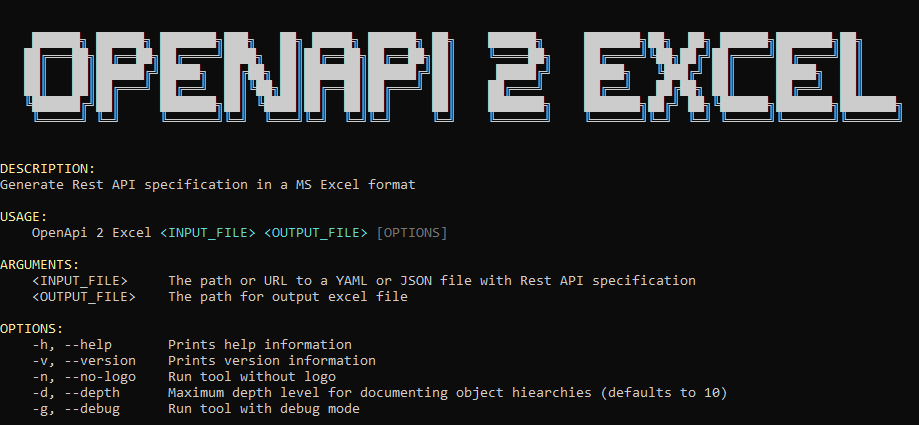 OPENAPI 2 EXCEL
DESCRIPTION:
Generate Rest API specification in a MS Excel format
USAGE:
OpenApi 2 Excel <INPUT_FILE> <OUTPUT_FILE> [OPTIONS]
ARGUMENTS:
<INPUT_FILE> The path or URL to a YAML or JSON file with Rest API specification
<OUTPUT_FILE> The path for output excel file
OPTIONS:
-h, --help Prints help information
-v, --version Prints version information
-n, --no-logo Run tool without logo
-d, --depth Maximum depth level for documenting object hiearchies (defaults to 10)
-g, --debug Run tool with debug mode